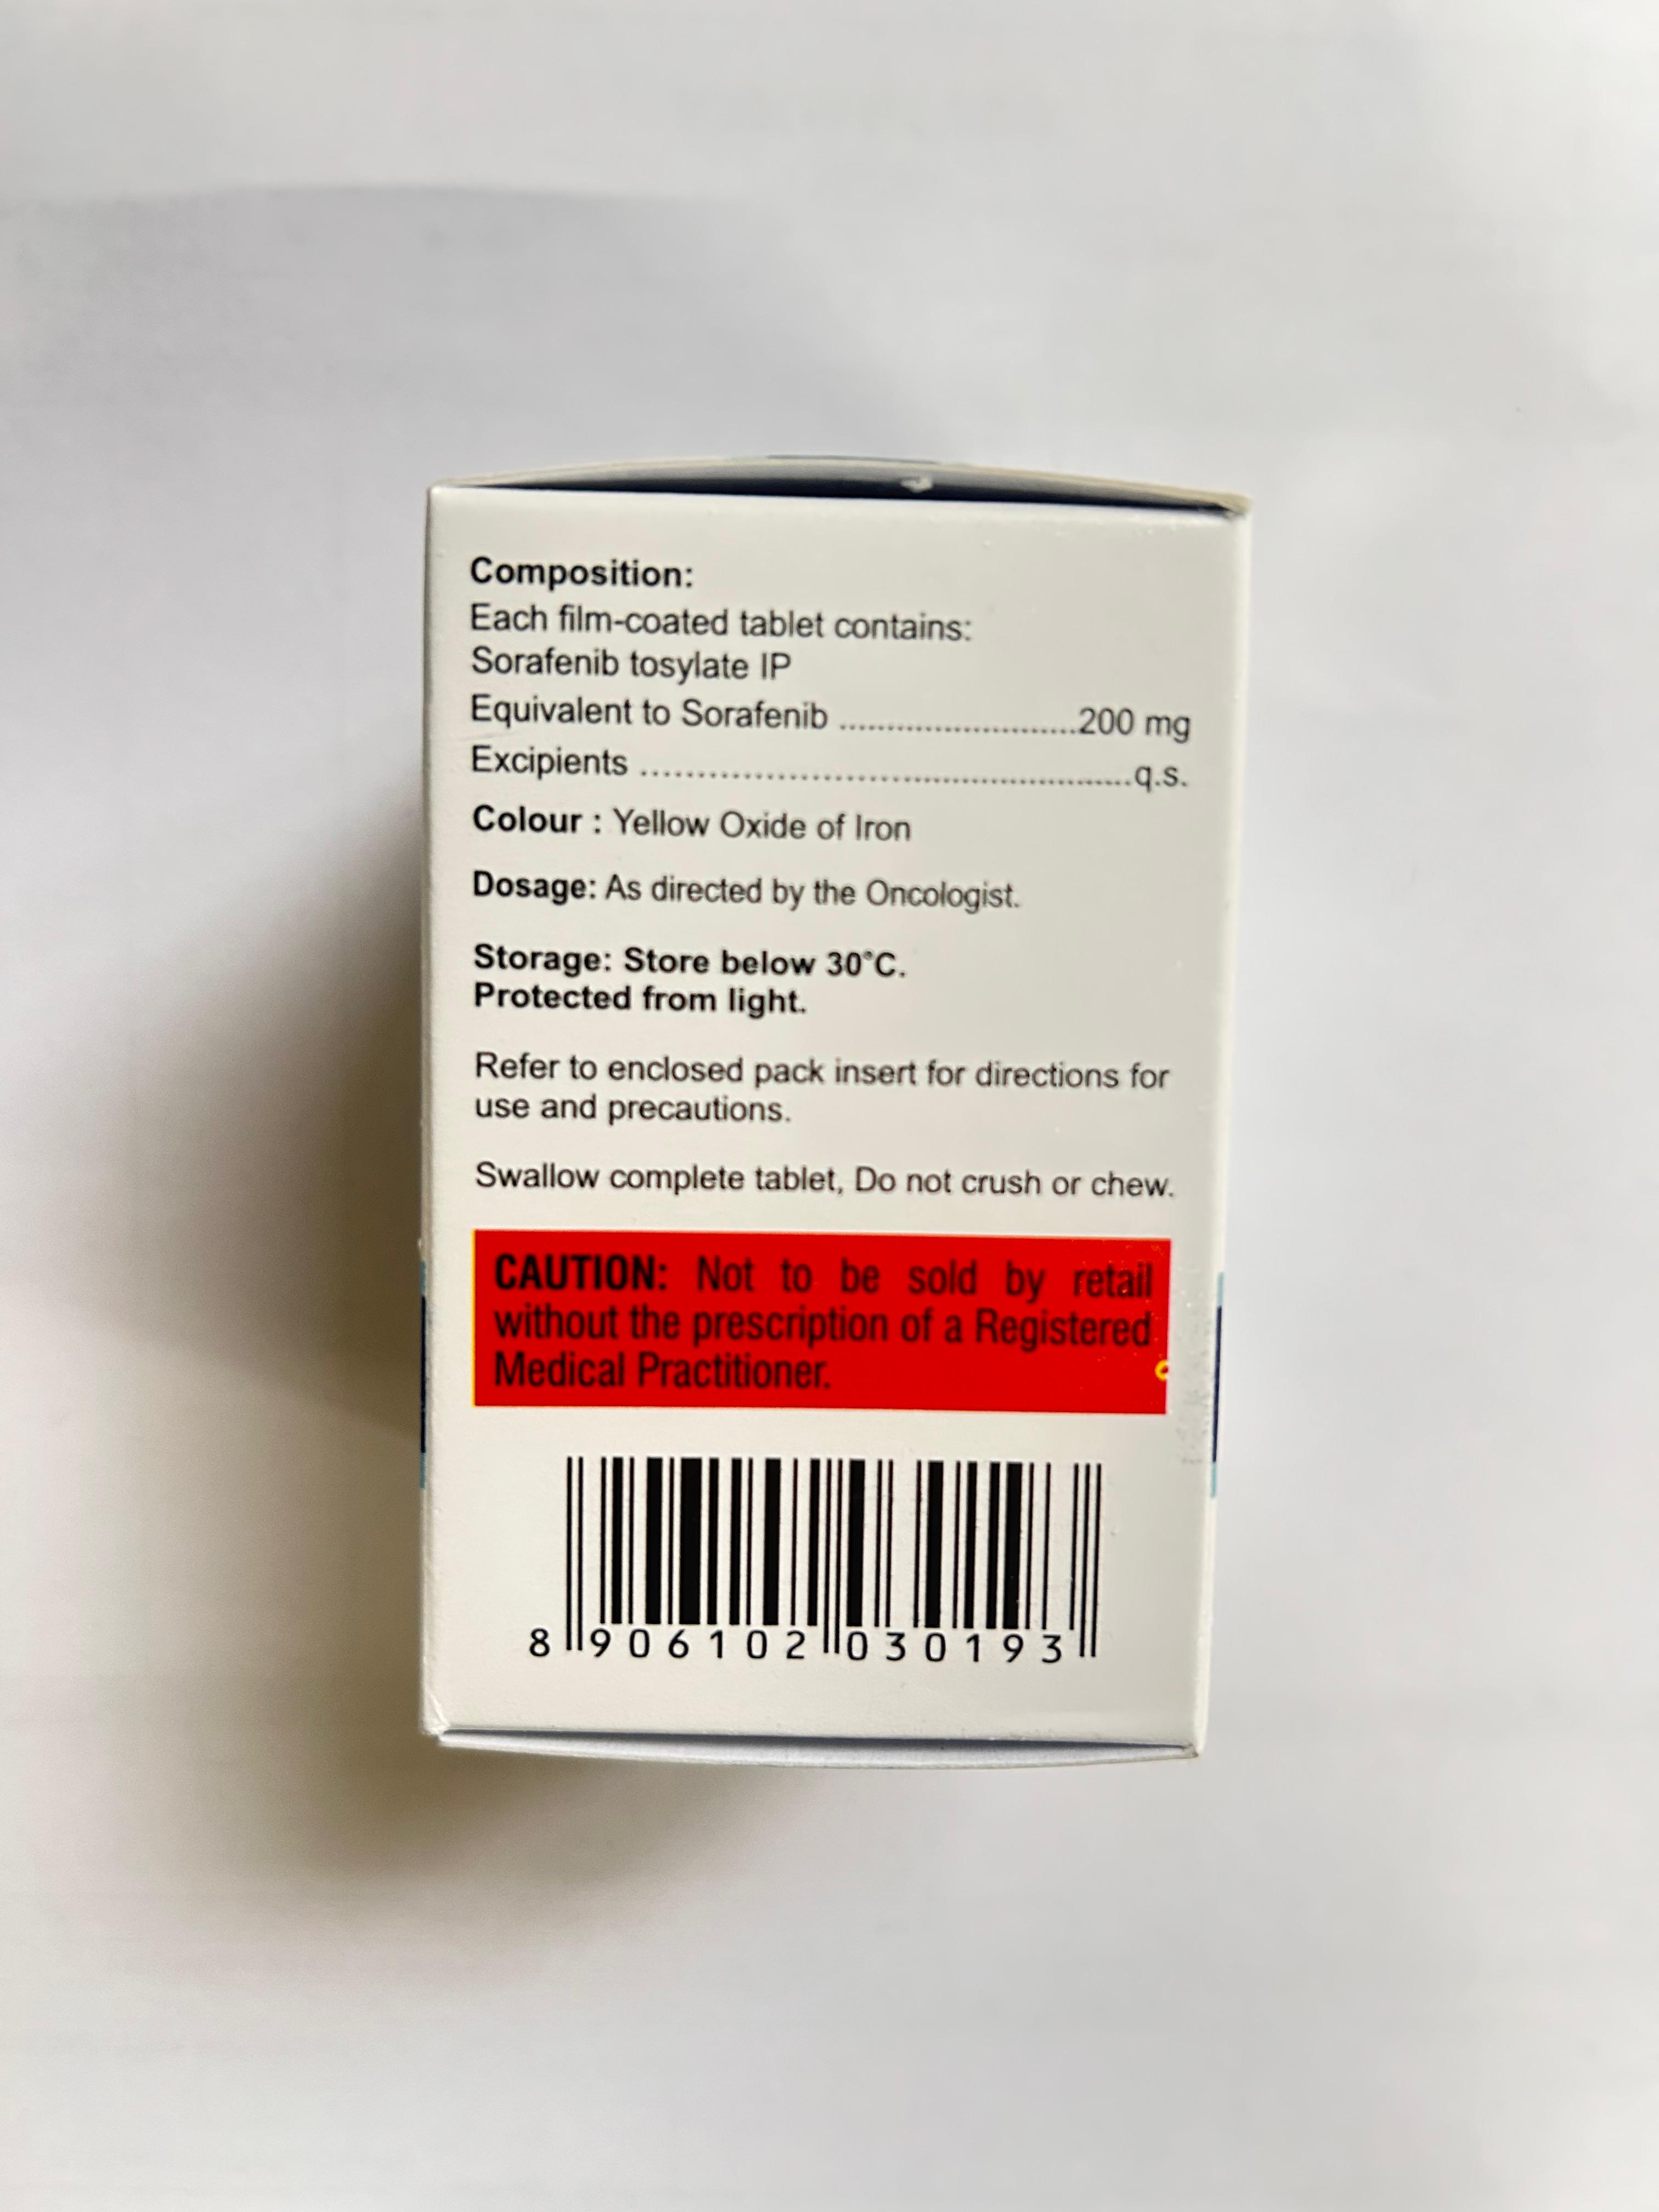 Composition:
Each film-coated tablet contains:
Sorafenib tosylate IP
Equivalent to Sorafenib .........................200 mg
Excipients ....................................................q.s.
Colour : Yellow Oxide of Iron
Dosage: As directed by the Oncologist.
Storage: Store below 30°C.
Protected from light.
Refer to enclosed pack insert for directions for
use and precautions.
Swallow complete tablet, Do not crush or chew.
CAUTION: Not to be sold by retail
without the prescription of a Registered
Medical Practitioner.
8 906102 030193